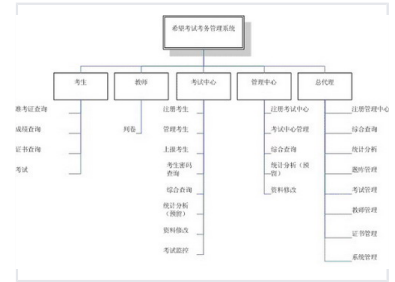 希望考试考务管理系统
考生
教师
考试中心
管理中心
总代理
准考证查询
成绩查询
证书查询
考试
判卷
注册考生
管理考生
上报考生
考生密码
查询
综合查询
统计分析
(预留)
资料修改
考试监控
注册考试中心
考试中心管理
综合查询
统计分析(预
留)
资料修改
注册管理中心
综合查询
统计分析
题库管理
考试管理
教师管理
证书管理
系统管理